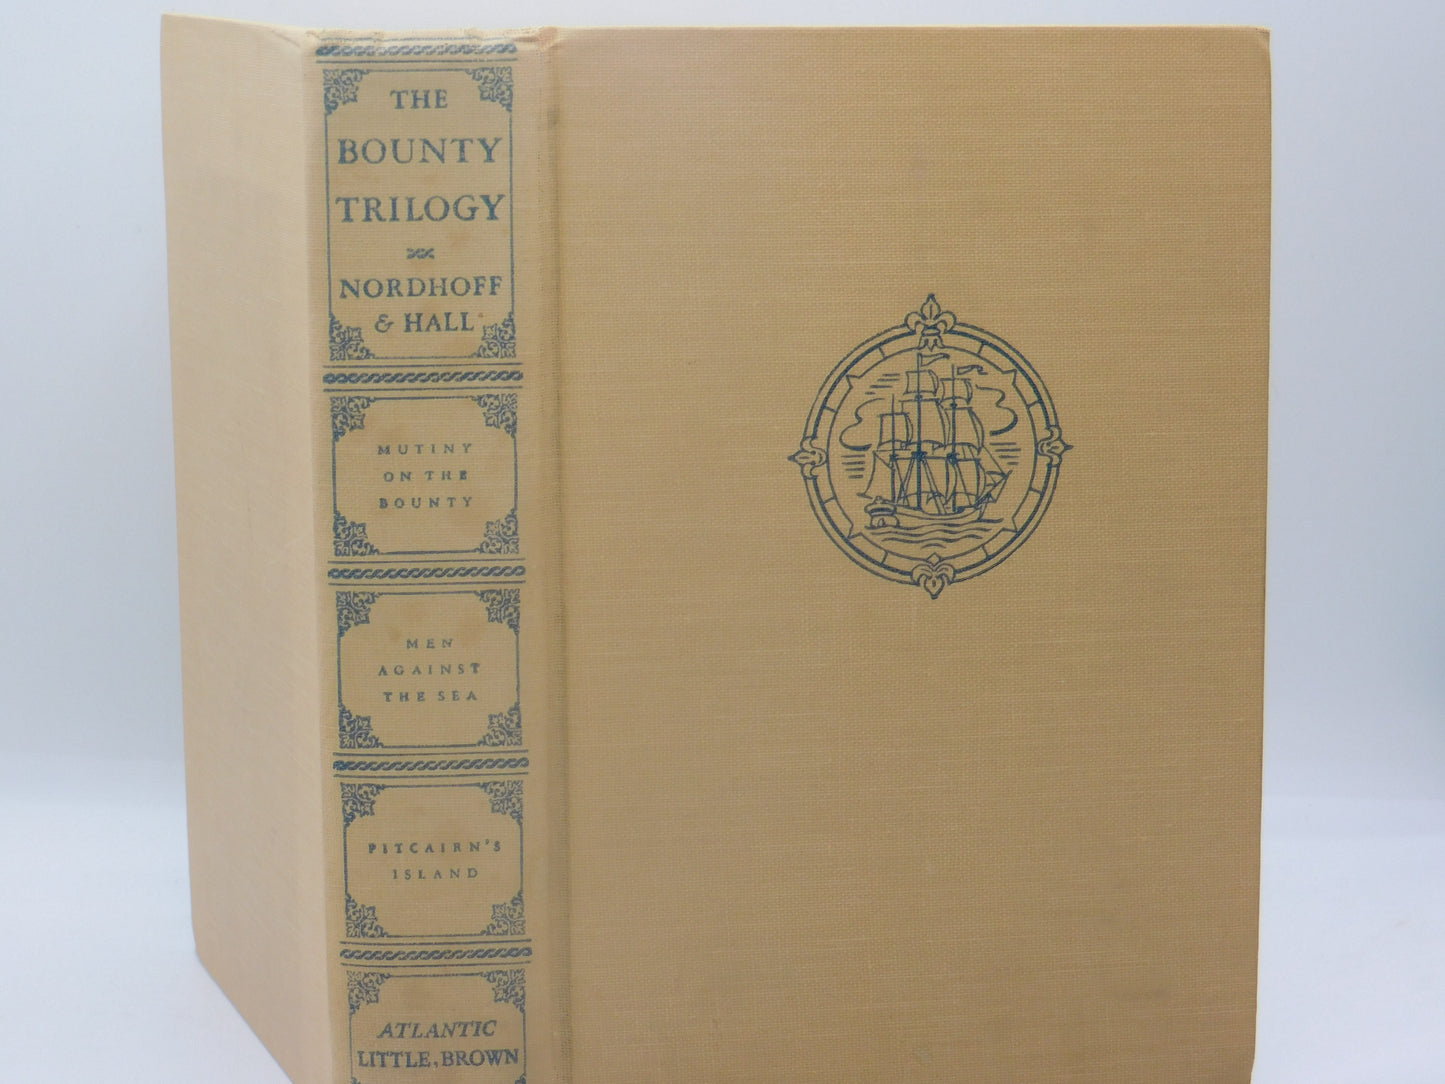 THE
BOUNTY
TRILOGY
NORDHOFF
& HALL
MUTINY
ON THE
BOUNTY
MEN
AGAINST
THE SEA
PITCAIRN'S
ISLAND
ATLANTIC
LITTLE, BROWN